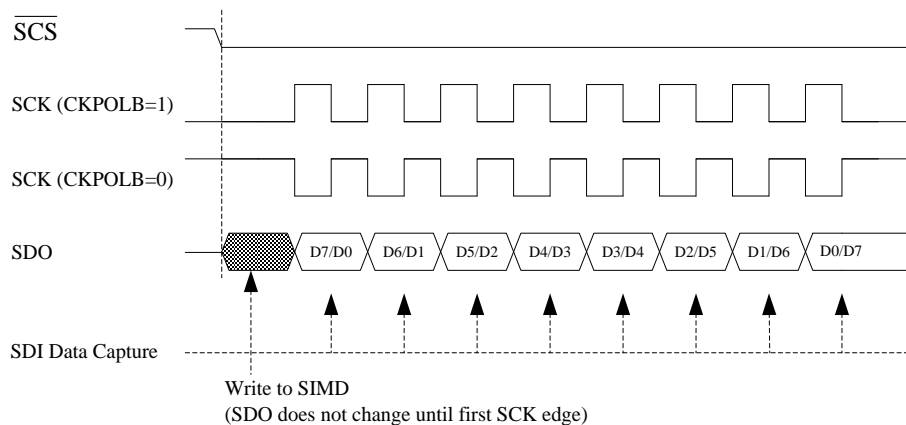 SCS
SCK (CKPOLB=1)
SCK (CKPOLB=0)
SDO
D7/D0 D6/D1 D5/D2 D4/D3 D3/D4 D2/D5 D1/D6 D0/D7
SDI Data Capture
Write to SIMD
(SDO does not change until first SCK edge)